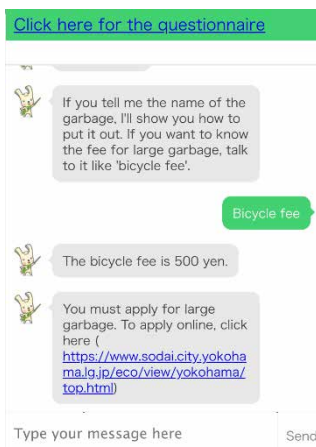 Click here for the questionnaire
If you tell me the name of the
garbage, I'll show you how to
put it out. If you want to know
the fee for large garbage, talk
to it like 'bicycle fee'.
Bicycle fee
The bicycle fee is 500 yen.
You must apply for large
garbage. To apply online, click
here (
https://www.sodai.city.yokoha
ma.lg.jp/eco/view/yokohama/
top.html)
Type your message here
Send